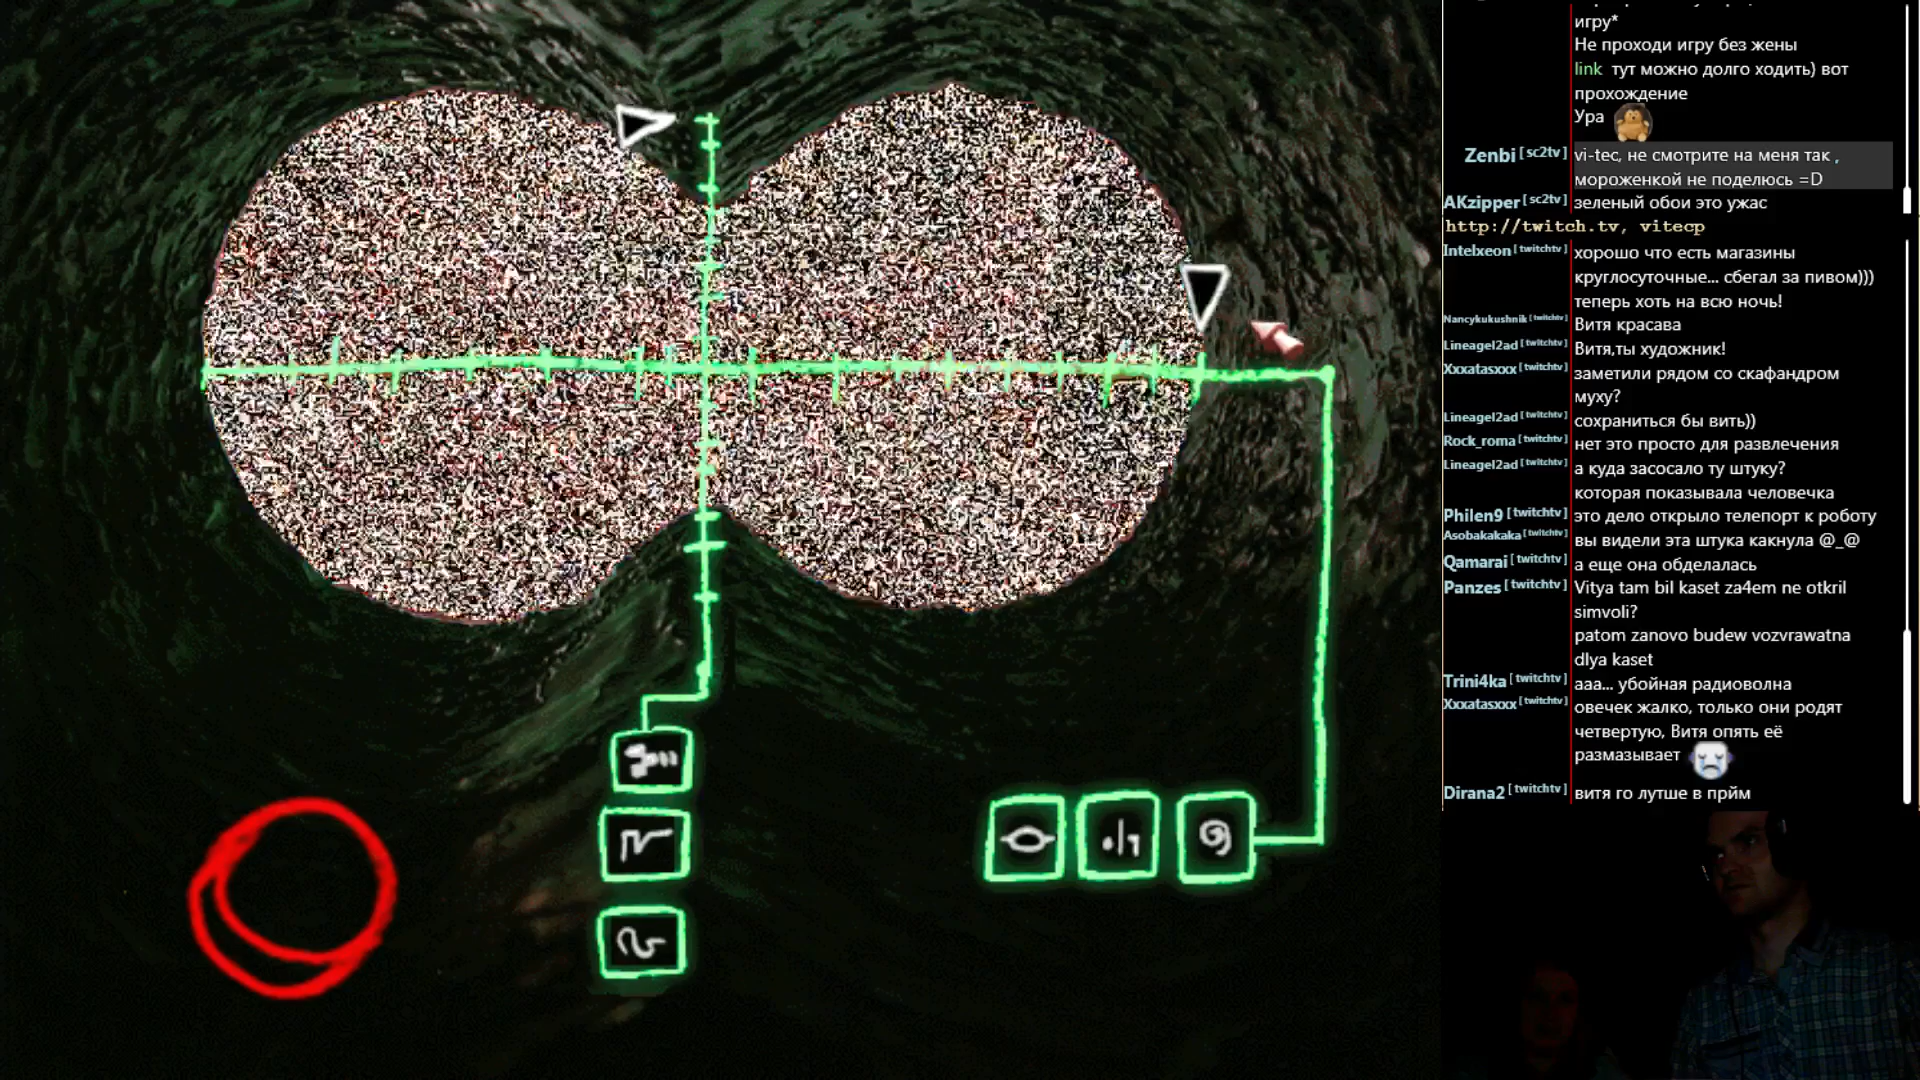 игру*
Не проходи игру без жены
link тут можно долго ходить) вот
прохождение
Ура
Zenbi [sc2tv] vi-tec, не смотрите на меня так ,
мороженкой не поделюсь =D
AKzipper [sc2tv] зеленый обои это ужас
http://twitch.tv, vitecp
Intelxeon [twitchtv] хорошо что есть магазины
круглосуточные... сбегал за пивом)))
теперь хоть на всю ночь!
Nancykukushnik [twitchtv] Витя красава
Lineagel2ad [twitchtv] Витя,ты художник!
Xxxatasxxx [twitchtv] заметили рядом со скафандром
муху?
Lineagel2ad [twitchtv] сохраниться бы вить))
Rock_roma [twitchtv] нет это просто для развлечения
Lineagel2ad [twitchtv] а куда засосало ту штуку?
которая показывала человечка
Philen9 [twitchtv] это дело открыло телепорт к роботу
Asobakakaka [twitchtv] вы видели эта штука какнула @_@
Qamarai [twitchtv] а еще она обделалась
Panzes [twitchtv] Vitya tam bil kaset za4em ne otkril
simvoli?
patom zanovo budew vozvrawatna
dlya kaset
Trini4ka [twitchtv] ааа... убойная радиоволна
Xxxatasxxx [twitchtv] овечек жалко, только они родят
четвертую, Витя опять её
размазывает
Dirana2 [twitchtv] витя го лутше в прйм